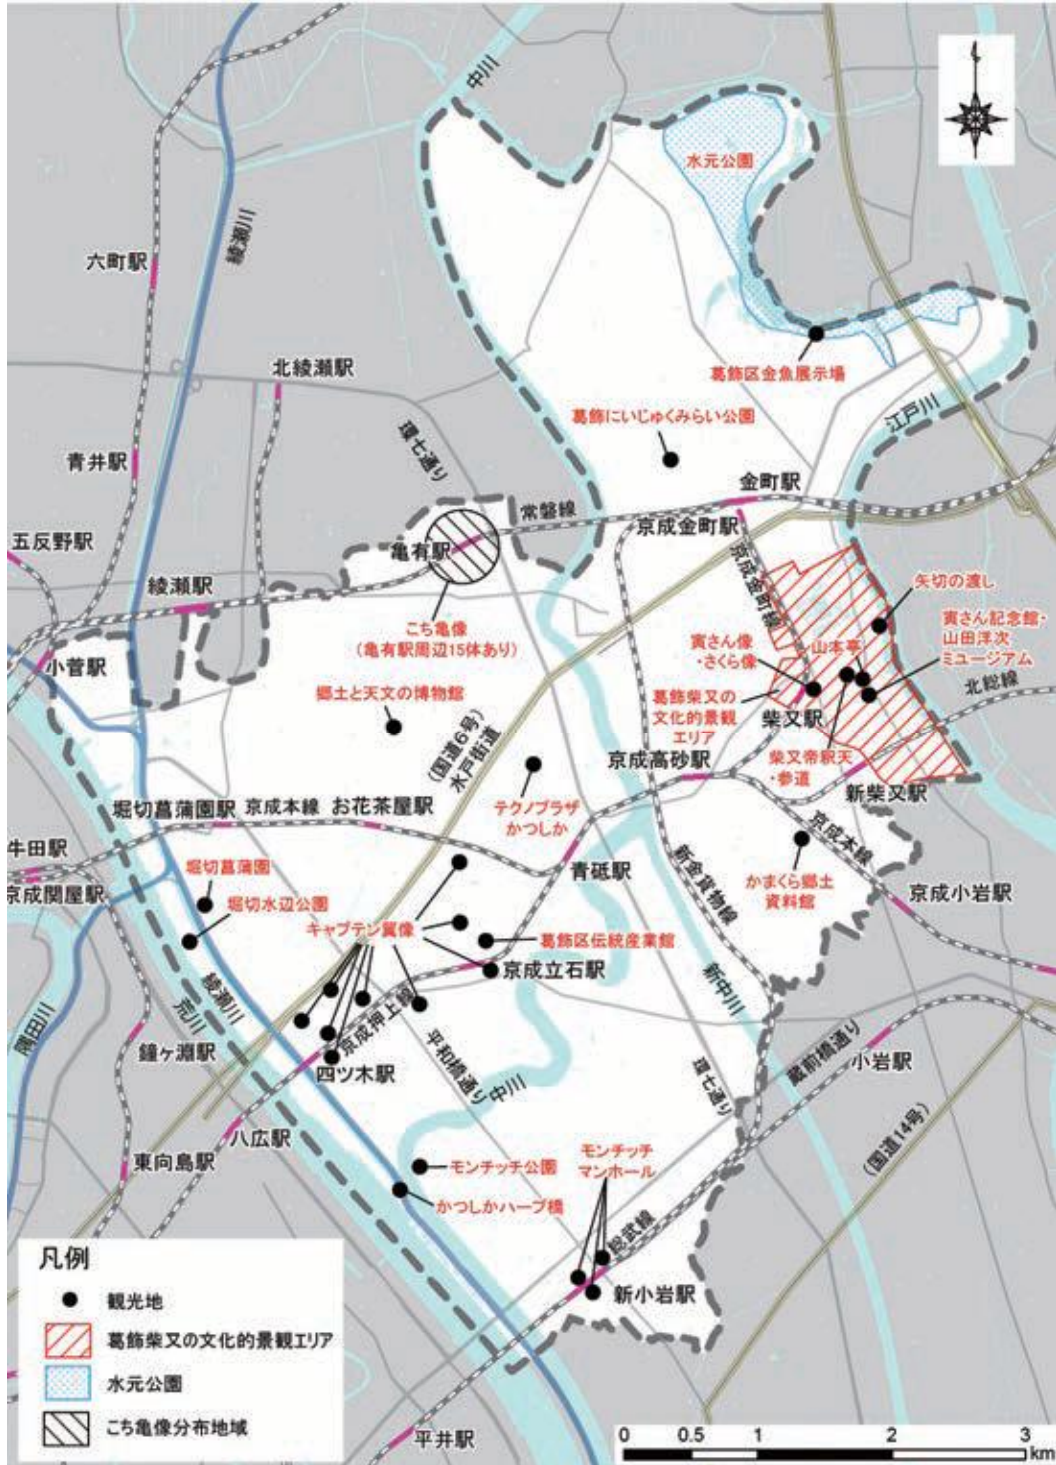 中川
水元公園
綾瀬川
六町駅
北綾瀬駅
葛飾区金魚展示場
江戸川
葛飾にいじゅくみらい公園
環七通り
青井駅
金町駅
常磐線
京成金町駅
五反野駅
亀有駅
京成金町線
綾瀬駅
矢切の渡し
こち亀像
(亀有駅周辺15体あり)
寅さん記念館・
山田洋次
ミュージアム
小菅駅
寅さん像
・さくら像
山本亭
北総線
郷土と天文の博物館
葛飾柴又の
文化的景観
エリア
柴又駅
(国道6号)
水戸街道
京成高砂駅
柴又帝釈天
・参道
新柴又駅
テクノプラザ
かつしか
堀切菖蒲園駅
京成本線
お花茶屋駅
京成本線
牛田駅
青砥駅
新金貨物線
かまくら郷土
資料館
京成関屋駅
堀切菖蒲園
京成小岩駅
堀切水辺公園
キャプテン翼像
葛飾区伝統産業館
京成立石駅
新中川
綾瀬川
荒川
隅田川
京成押上線
平和橋通り
鐘ヶ淵駅
四ツ木駅
中川
環七通り
蔵前橋通り
小岩駅
八広駅
東向島駅
(国道14号)
モンチッチ公園
モンチッチ
マンホール
かつしかハープ橋
総武線
新小岩駅
平井駅
凡例
観光地
葛飾柴又の文化的景観エリア
水元公園
こち亀像分布地域
0 0.5 1 2 3
km